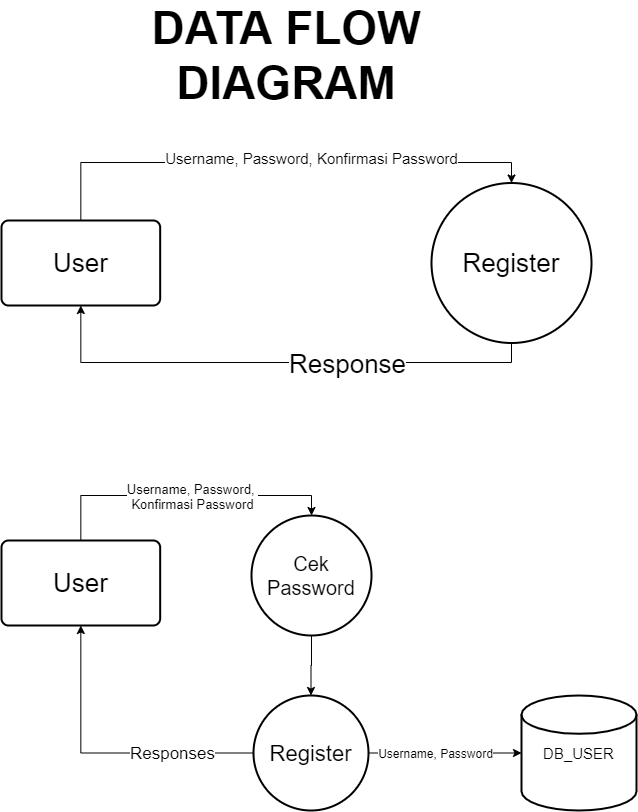 DATA FLOW
DIAGRAM
Username, Password, Konfirmasi Password
User
Register
Response
Username, Password,
Konfirmasi Password
User
Cek
Password
Responses
Register
Username, Password
DB_USER